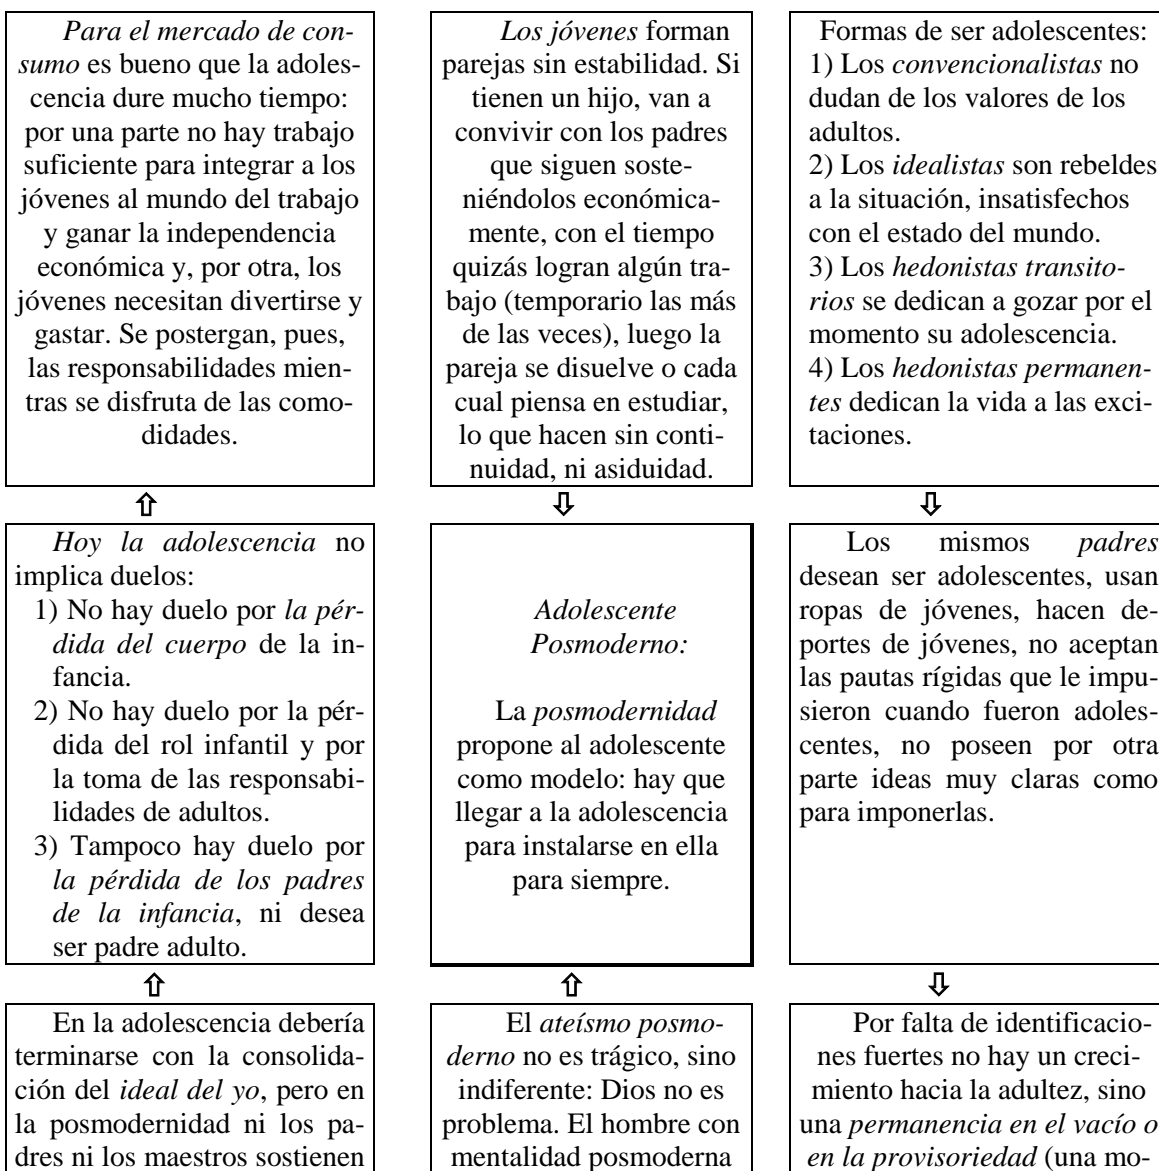 Para el mercado de con-
sumo es bueno que la adoles-
cencia dure mucho tiempo:
por una parte no hay trabajo
suficiente para integrar a los
jóvenes al mundo del trabajo
y ganar la independencia
económica y, por otra, los
jóvenes necesitan divertirse y
gastar. Se postergan, pues,
las responsabilidades mien-
tras se disfruta de las como-
didades.
Los jóvenes forman
parejas sin estabilidad. Si
tienen un hijo, van a
convivir con los padres
que siguen soste-
niéndolos económica-
mente, con el tiempo
quizás logran algún tra-
bajo (temporario las más
de las veces), luego la
pareja se disuelve o cada
cual piensa en estudiar,
lo que hacen sin conti-
nuidad, ni asiduidad.
Formas de ser adolescentes:
1) Los convencionalistas no
dudan de los valores de los
adultos.
2) Los idealistas son rebeldes
a la situación, insatisfechos
con el estado del mundo.
3) Los hedonistas transito-
rios se dedican a gozar por el
momento su adolescencia.
4) Los hedonistas permanen-
tes dedican la vida a las exci-
taciones.
⇧ ⇩ ⇩
Hoy la adolescencia no
implica duelos:
1) No hay duelo por la pér-
dida del cuerpo de la in-
fancia.
2) No hay duelo por la pér-
dida del rol infantil y por
la toma de las responsabi-
lidades de adultos.
3) Tampoco hay duelo por
la pérdida de los padres
de la infancia, ni desea
ser padre adulto.
Adolescente
Posmoderno:
La posmodernidad
propone al adolescente
como modelo: hay que
llegar a la adolescencia
para instalarse en ella
para siempre.
Los mismos padres
desean ser adolescentes, usan
ropas de jóvenes, hacen de-
portes de jóvenes, no aceptan
las pautas rígidas que le impu-
sieron cuando fueron adoles-
centes, no poseen por otra
parte ideas muy claras como
para imponerlas.
⇧ ⇧ ⇩
En la adolescencia debería
terminarse con la consolida-
ción del ideal del yo, pero en
la posmodernidad ni los pa-
dres ni los maestros sostienen
El ateísmo posmo-
derno no es trágico, sino
indiferente: Dios no es
problema. El hombre con
mentalidad posmoderna
Por falta de identificacio-
nes fuertes no hay un creci-
miento hacia la adultez, sino
una permanencia en el vacío o
en la provisoriedad (una mo-